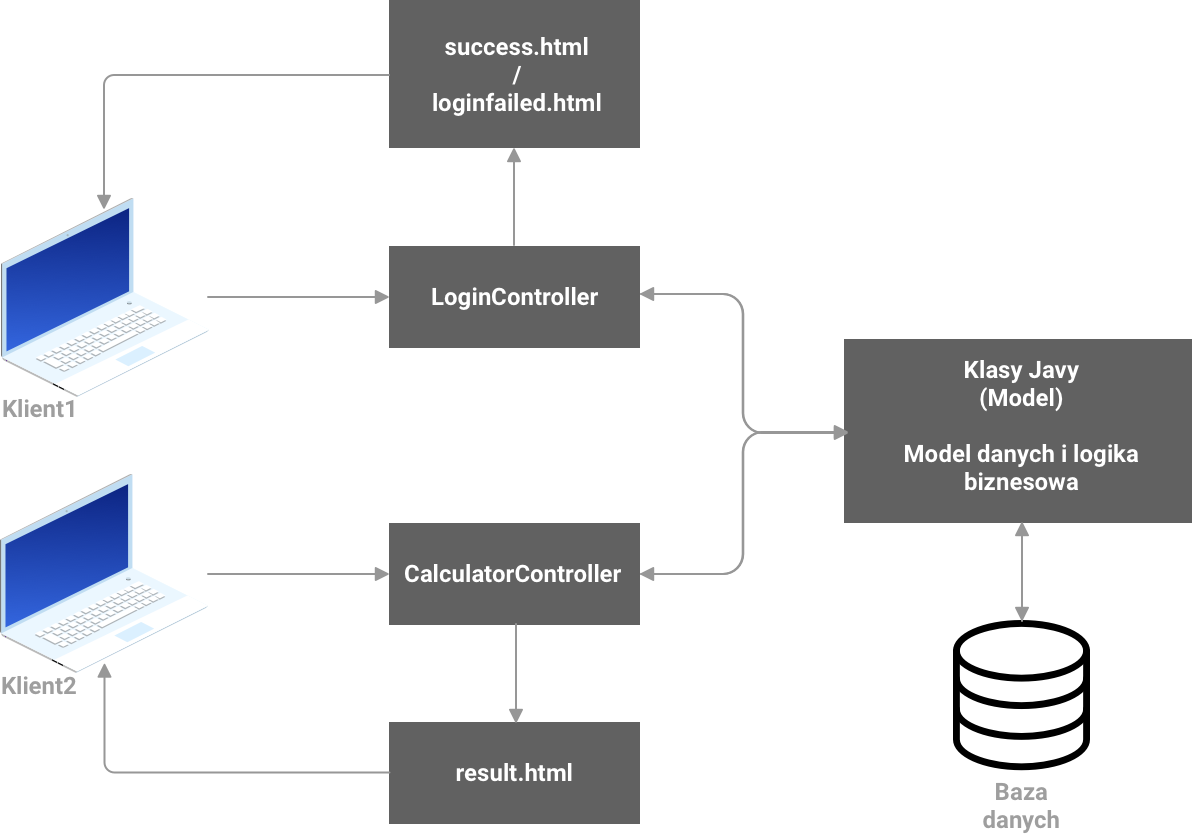 success.html
/
loginfailed.html
LoginController
Klient1
Klasy Javy
(Model)
Model danych i logika
biznesowa
CalculatorController
Klient2
result.html
Baza
danych